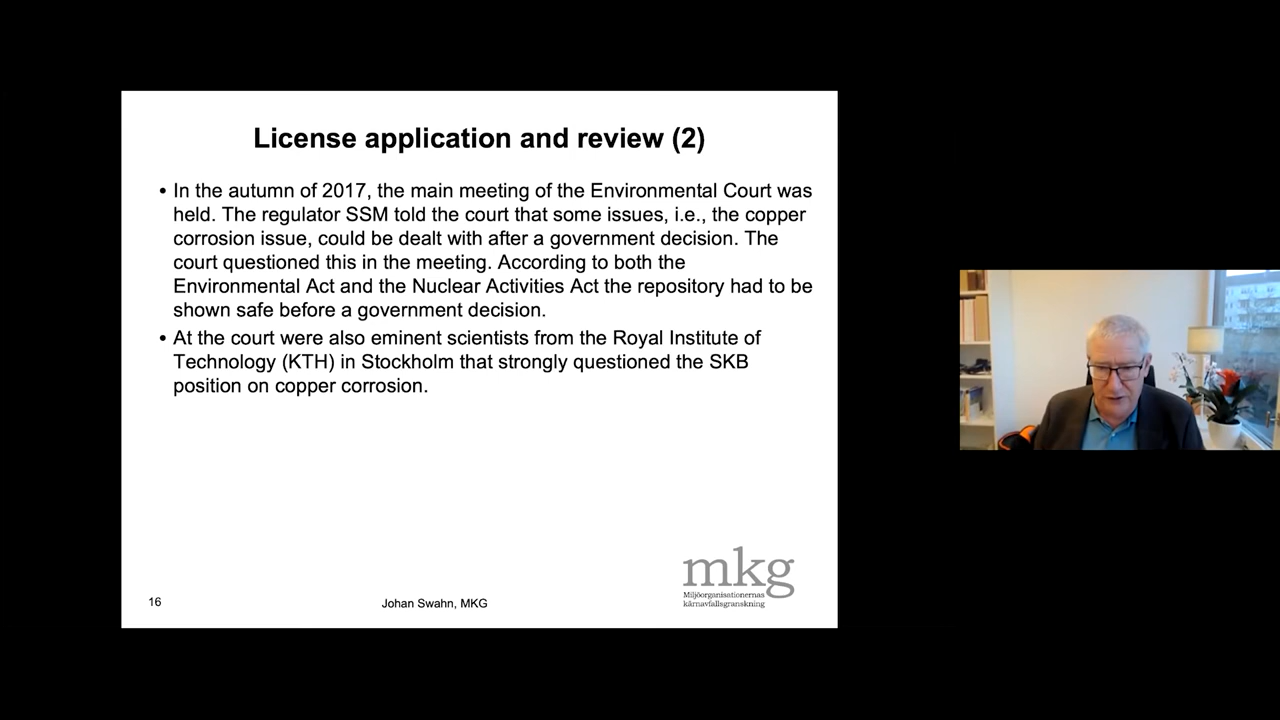 License application and review (2)
• In the autumn of 2017, the main meeting of the Environmental Court was
held. The regulator SSM told the court that some issues, i.e., the copper
corrosion issue, could be dealt with after a government decision. The
court questioned this in the meeting. According to both the
Environmental Act and the Nuclear Activities Act the repository had to be
shown safe before a government decision.
• At the court were also eminent scientists from the Royal Institute of
Technology (KTH) in Stockholm that strongly questioned the SKB
position on copper corrosion.
mkg
Miljöorganisationernas
kärnavfallsgranskning
16
Johan Swahn, MKG